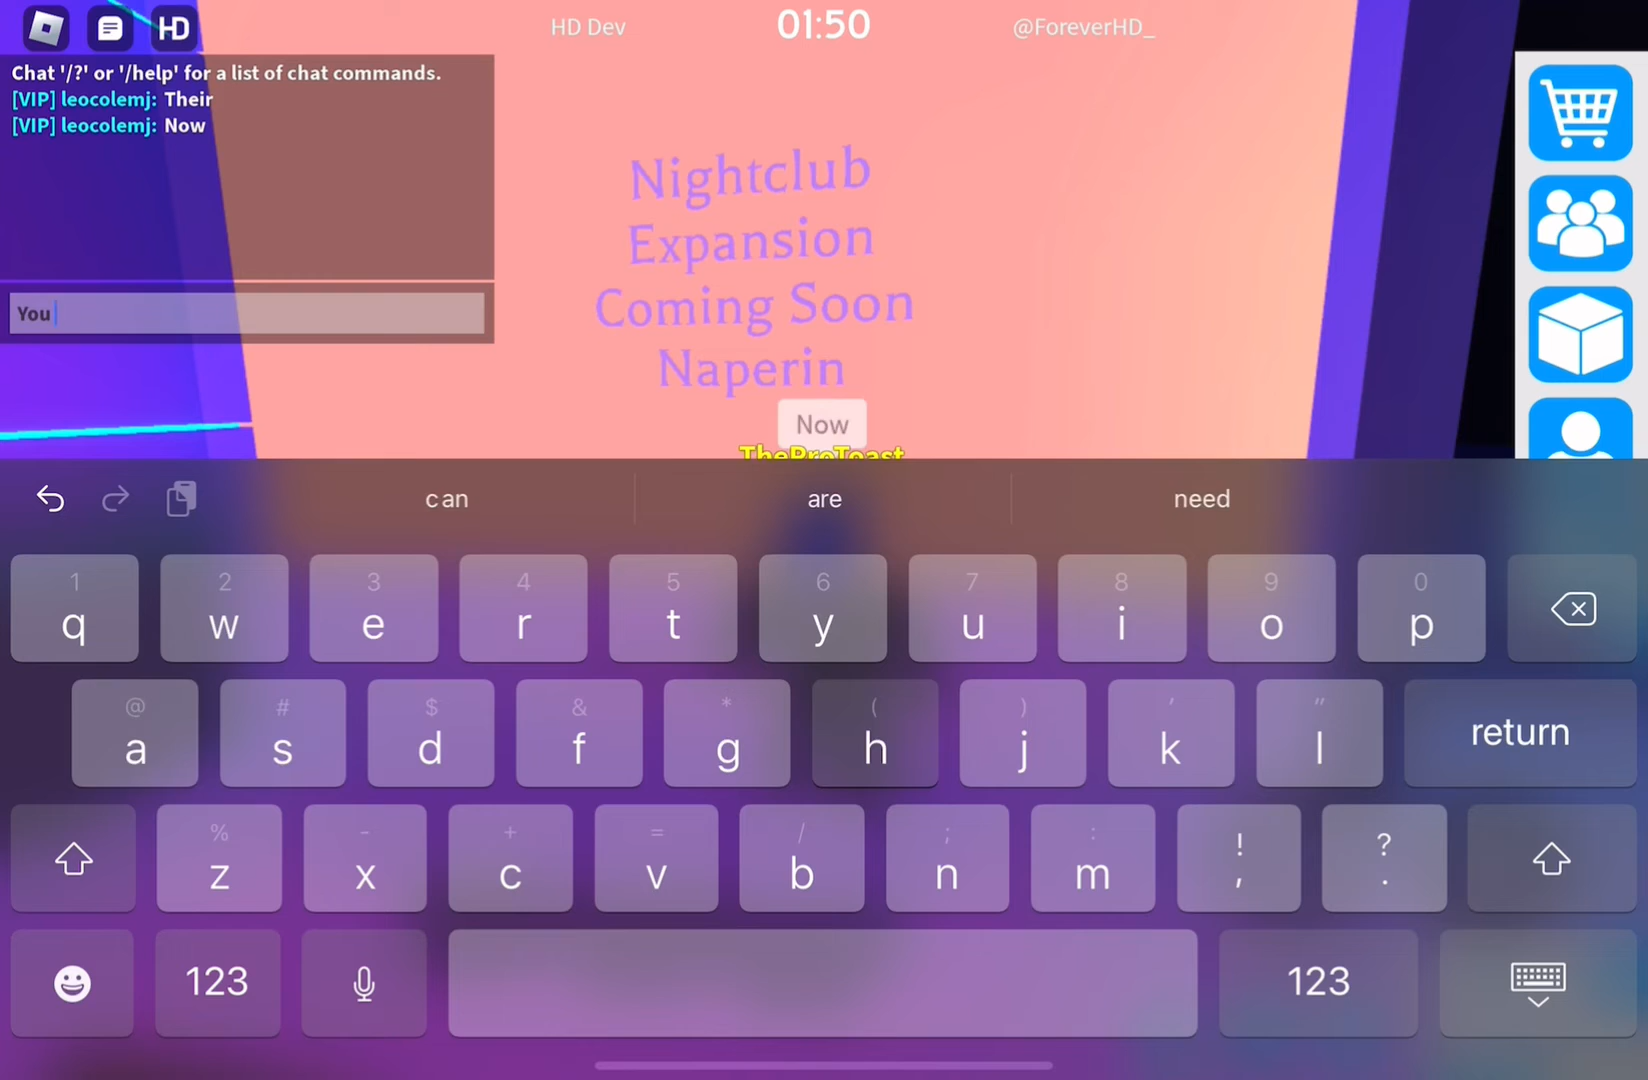 HD
HD Dev
01:50
@ForeverHD_
Chat '/?' or '/help' for a list of chat commands.
[VIP] leocolemj: Their
[VIP] leocolemj: Now
You
Nightclub
Expansion
Coming Soon
Naperin
Now
TheProToast
can are need
1 2 3 4 5 6 7 8 9 0
q w e r t y u i o p
@ # $ & * ( ) ' "
a s d f g h j k l return
% - + = / ; : ! ?
z x c v b n m , .
123 123